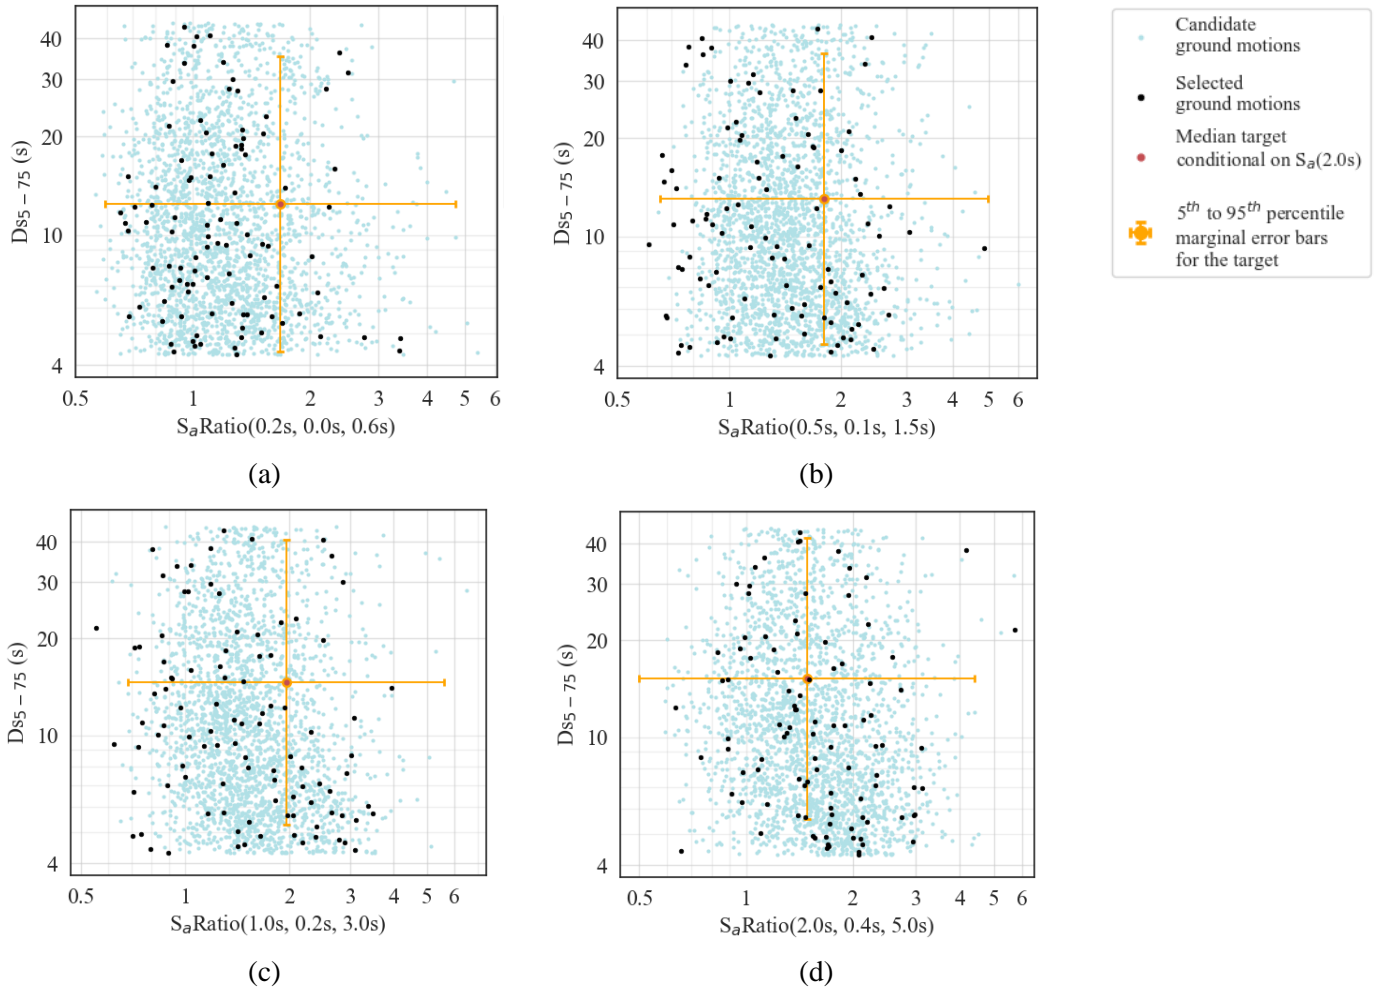 40
30
20
10
4
Ds5 – 75 (s)
0.5 1 2 3 4 5 6
SaRatio(0.2s, 0.0s, 0.6s)
(a)
40
30
20
10
4
Ds5 – 75 (s)
0.5 1 2 3 4 5 6
SaRatio(0.5s, 0.1s, 1.5s)
(b)
Candidate
ground motions
Selected
ground motions
Median target
conditional on Sa(2.0s)
5th to 95th percentile
marginal error bars
for the target
40
30
20
10
4
Ds5 – 75 (s)
0.5 1 2 3 4 5 6
SaRatio(1.0s, 0.2s, 3.0s)
(c)
40
30
20
10
4
Ds5 – 75 (s)
0.5 1 2 3 4 5 6
SaRatio(2.0s, 0.4s, 5.0s)
(d)